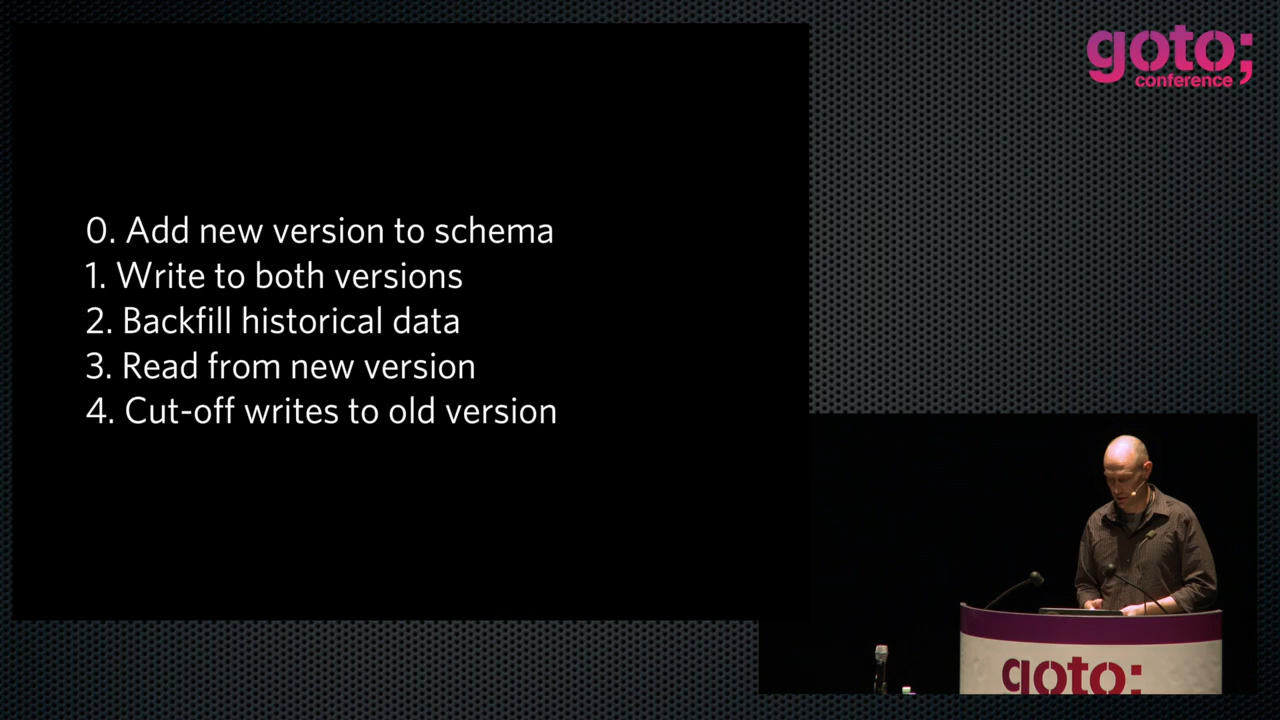 goto;
conference
0. Add new version to schema
1. Write to both versions
2. Backfill historical data
3. Read from new version
4. Cut-off writes to old version
goto;